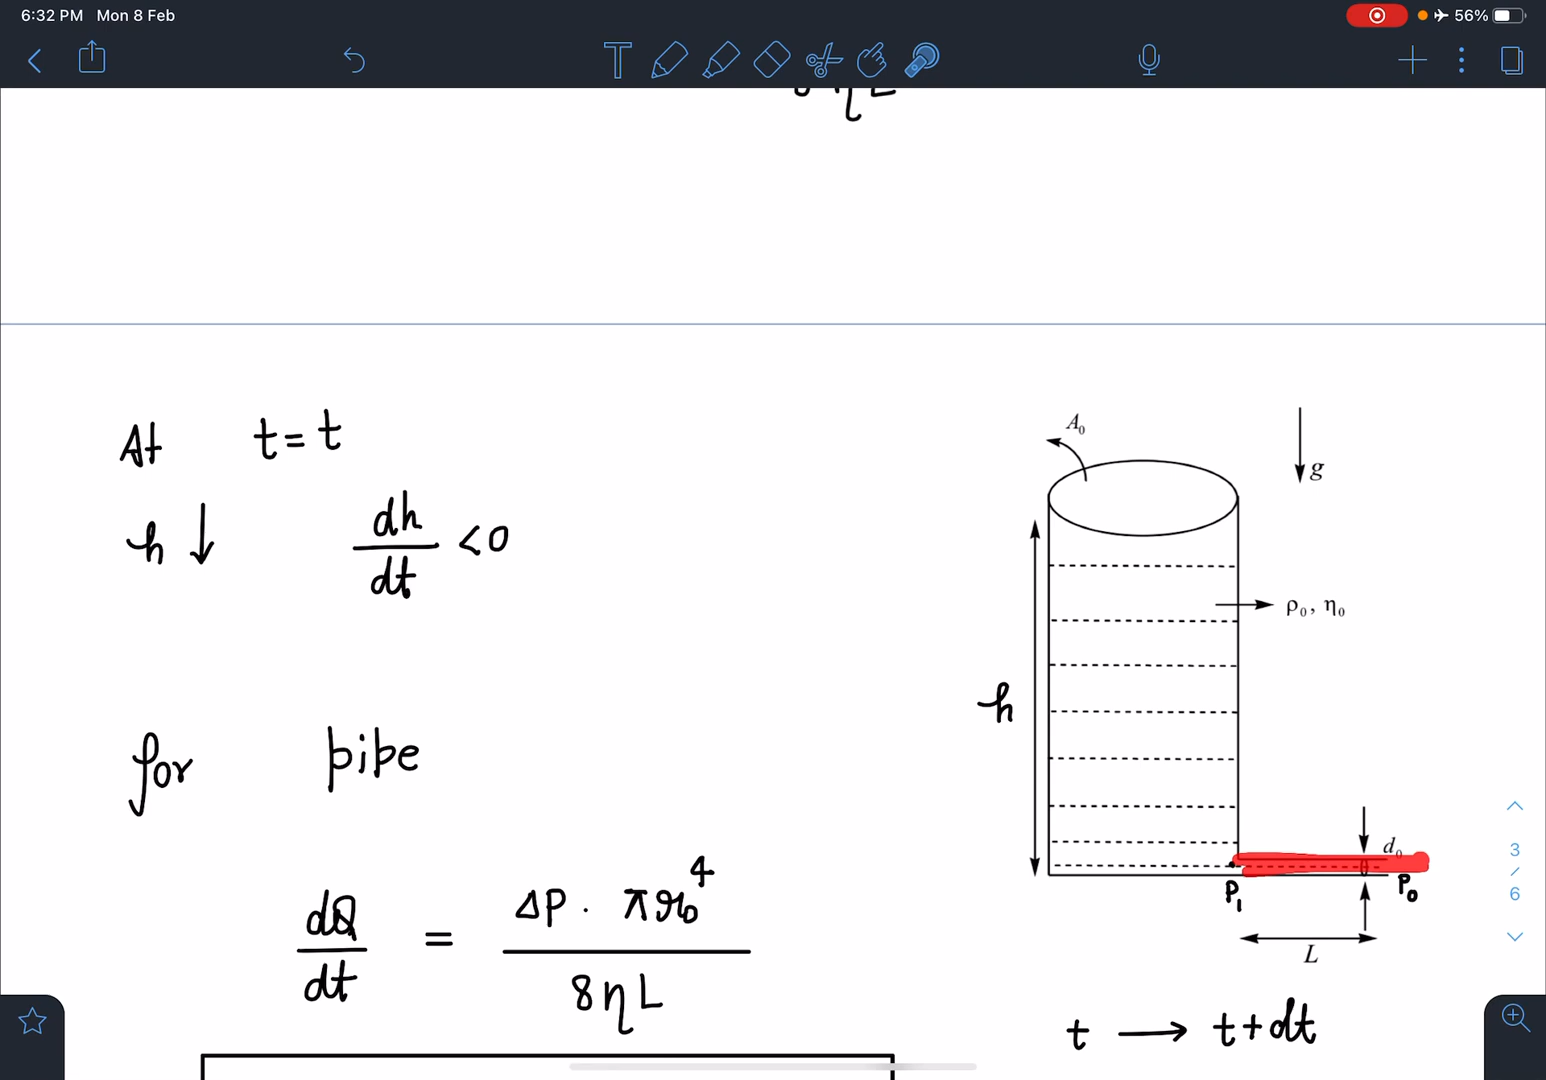 6:32 PM Mon 8 Feb
56%
8 η L
At t = t
h ↓ dh/dt < 0
for pipe
dQ/dt = ΔP · πr₀⁴ / 8ηL
A₀
g
ρ₀, η₀
h
d₀
P₁ P₀
L
t → t+dt
3
/
6